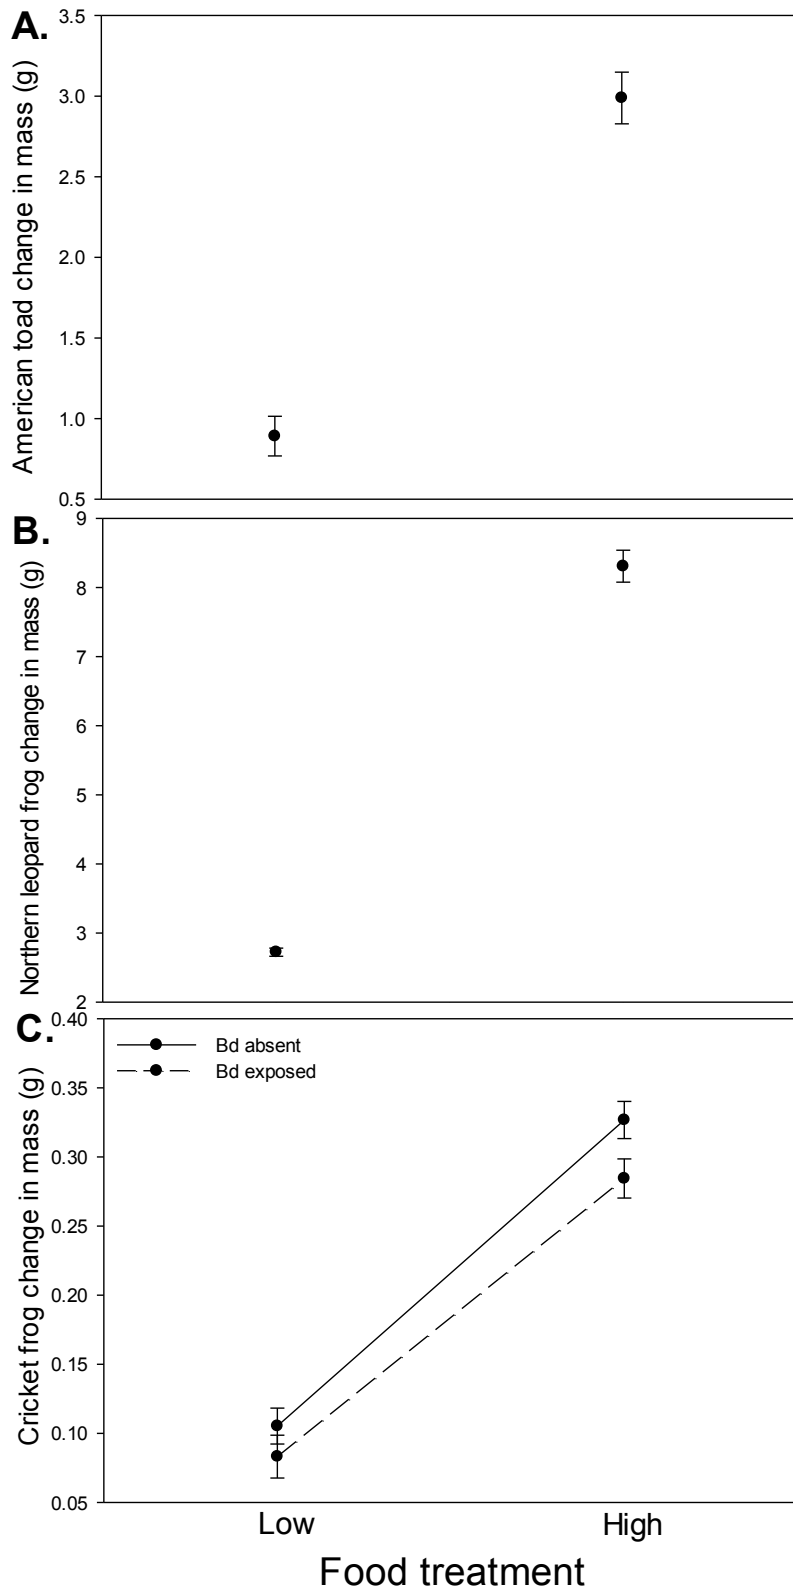 A.
American toad change in mass (g)
3.5
3.0
2.5
2.0
1.5
1.0
0.5
B.
Northern leopard frog change in mass (g)
9
8
7
6
5
4
3
2
C.
Cricket frog change in mass (g)
0.40
0.35
0.30
0.25
0.20
0.15
0.10
0.05
Bd absent
Bd exposed
Low High
Food treatment